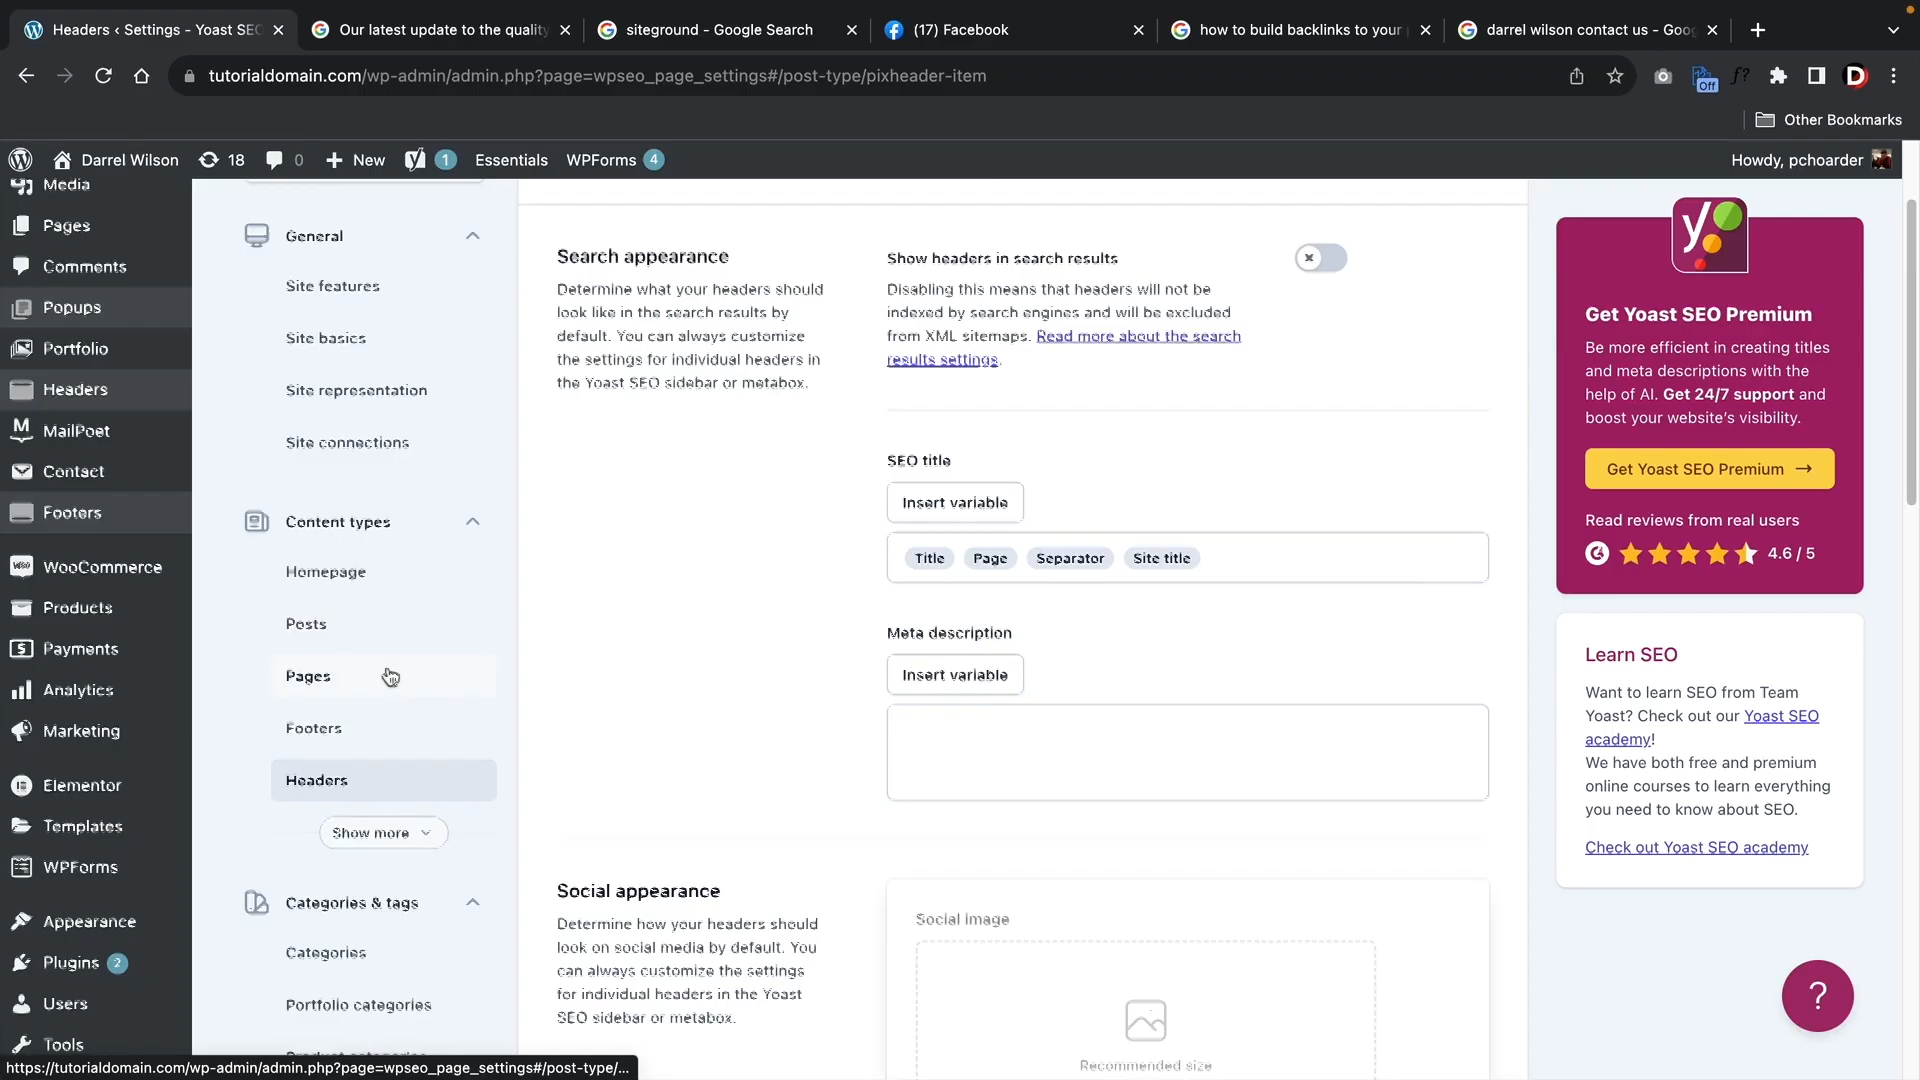 Headers ‹ Settings - Yoast SEO
Our latest update to the quality
siteground - Google Search
(17) Facebook
how to build backlinks to your
darrel wilson contact us - Goog
tutorialdomain.com/wp-admin/admin.php?page=wpseo_page_settings#/post-type/pixheader-item
Off
f?
D
Other Bookmarks
Darrel Wilson
18
0
New
1
Essentials
WPForms 4
Howdy, pchoarder
Media
Pages
Comments
Popups
Portfolio
Headers
MailPoet
Contact
Footers
WooCommerce
Products
Payments
Analytics
Marketing
Elementor
Templates
WPForms
Appearance
Plugins 2
Users
Tools
General
Site features
Site basics
Site representation
Site connections
Content types
Homepage
Posts
Pages
Footers
Headers
Show more
Categories & tags
Categories
Portfolio categories
Product categories
Search appearance
Determine what your headers should
look like in the search results by
default. You can always customize
the settings for individual headers in
the Yoast SEO sidebar or metabox.
Show headers in search results
Disabling this means that headers will not be
indexed by search engines and will be excluded
from XML sitemaps. Read more about the search
results settings.
SEO title
Insert variable
Title Page Separator Site title
Meta description
Insert variable
Social appearance
Determine how your headers should
look on social media by default. You
can always customize the settings
for individual headers in the Yoast
SEO sidebar or metabox.
Social image
Recommended size
Get Yoast SEO Premium
Be more efficient in creating titles
and meta descriptions with the
help of AI. Get 24/7 support and
boost your website's visibility.
Get Yoast SEO Premium →
Read reviews from real users
4.6 / 5
Learn SEO
Want to learn SEO from Team
Yoast? Check out our Yoast SEO
academy!
We have both free and premium
online courses to learn everything
you need to know about SEO.
Check out Yoast SEO academy
?
https://tutorialdomain.com/wp-admin/admin.php?page=wpseo_page_settings#/post-type/...